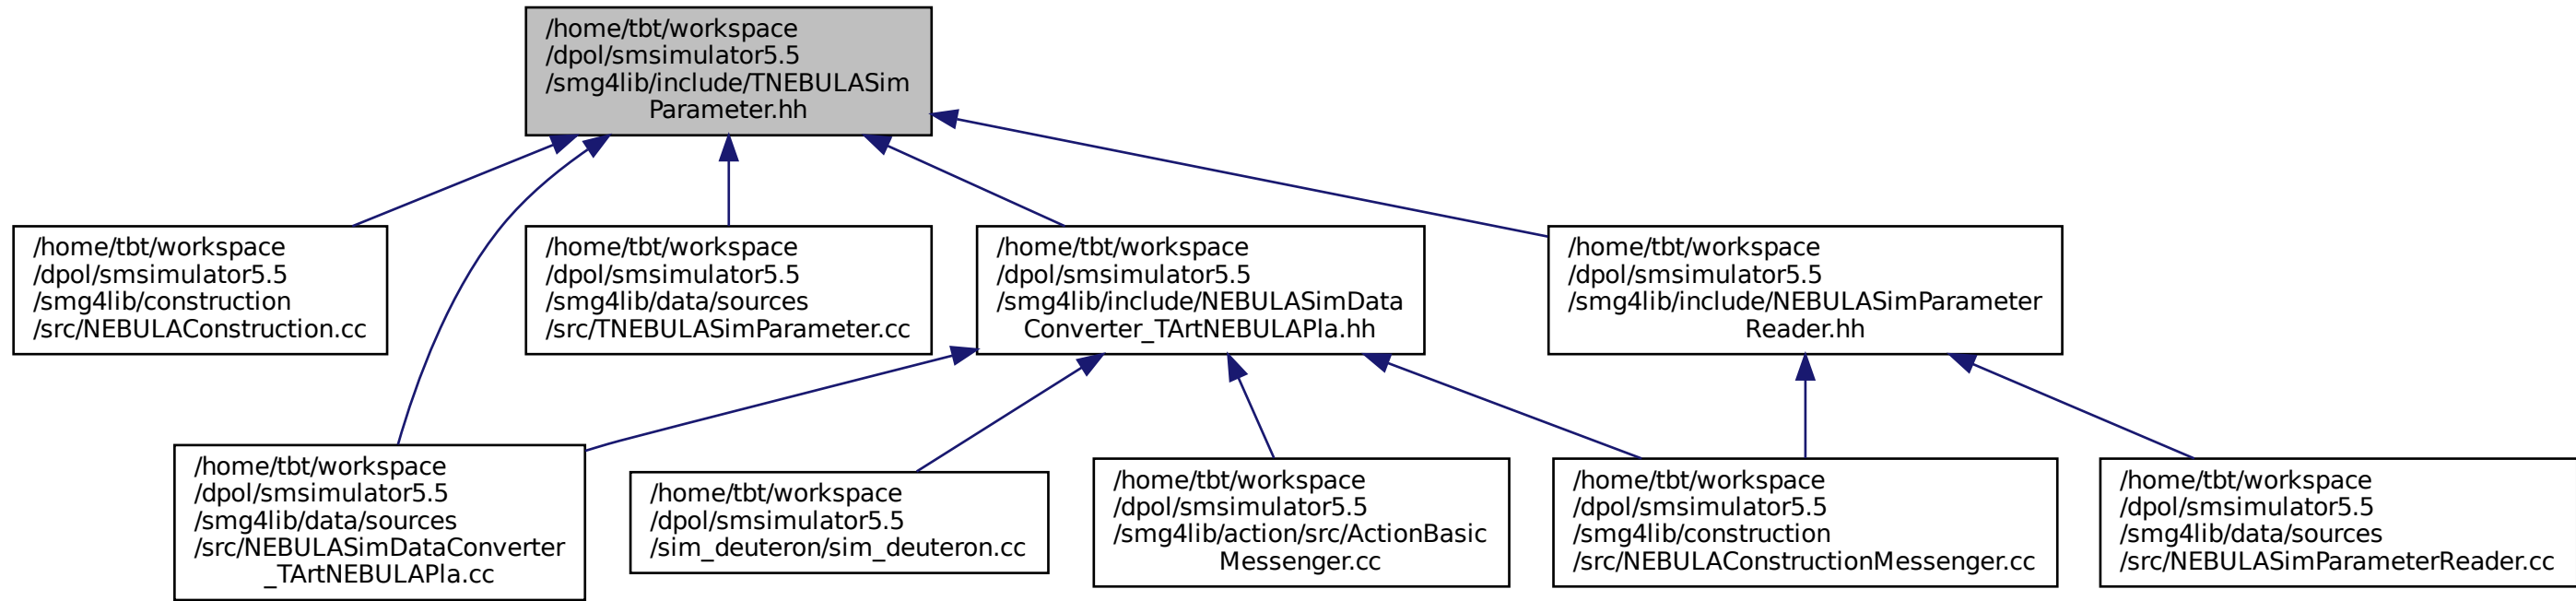 /home/tbt/workspace
/dpol/smsimulator5.5
/smg4lib/include/TNEBULASim
Parameter.hh
/home/tbt/workspace
/dpol/smsimulator5.5
/smg4lib/construction
/src/NEBULAConstruction.cc
/home/tbt/workspace
/dpol/smsimulator5.5
/smg4lib/data/sources
/src/TNEBULASimParameter.cc
/home/tbt/workspace
/dpol/smsimulator5.5
/smg4lib/include/NEBULASimData
Converter_TArtNEBULAPla.hh
/home/tbt/workspace
/dpol/smsimulator5.5
/smg4lib/include/NEBULASimParameter
Reader.hh
/home/tbt/workspace
/dpol/smsimulator5.5
/smg4lib/data/sources
/src/NEBULASimDataConverter
_TArtNEBULAPla.cc
/home/tbt/workspace
/dpol/smsimulator5.5
/sim_deuteron/sim_deuteron.cc
/home/tbt/workspace
/dpol/smsimulator5.5
/smg4lib/action/src/ActionBasic
Messenger.cc
/home/tbt/workspace
/dpol/smsimulator5.5
/smg4lib/construction
/src/NEBULAConstructionMessenger.cc
/home/tbt/workspace
/dpol/smsimulator5.5
/smg4lib/data/sources
/src/NEBULASimParameterReader.cc